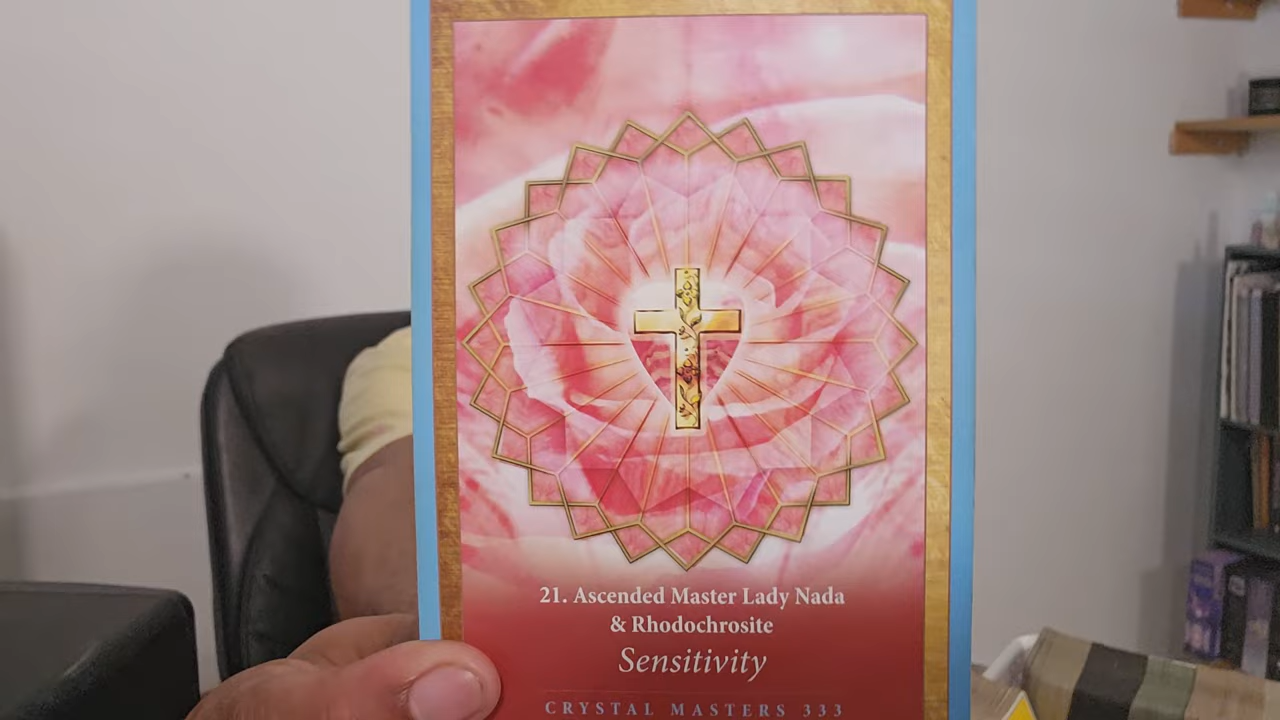 21. Ascended Master Lady Nada
& Rhodochrosite
Sensitivity
CRYSTAL MASTERS 333